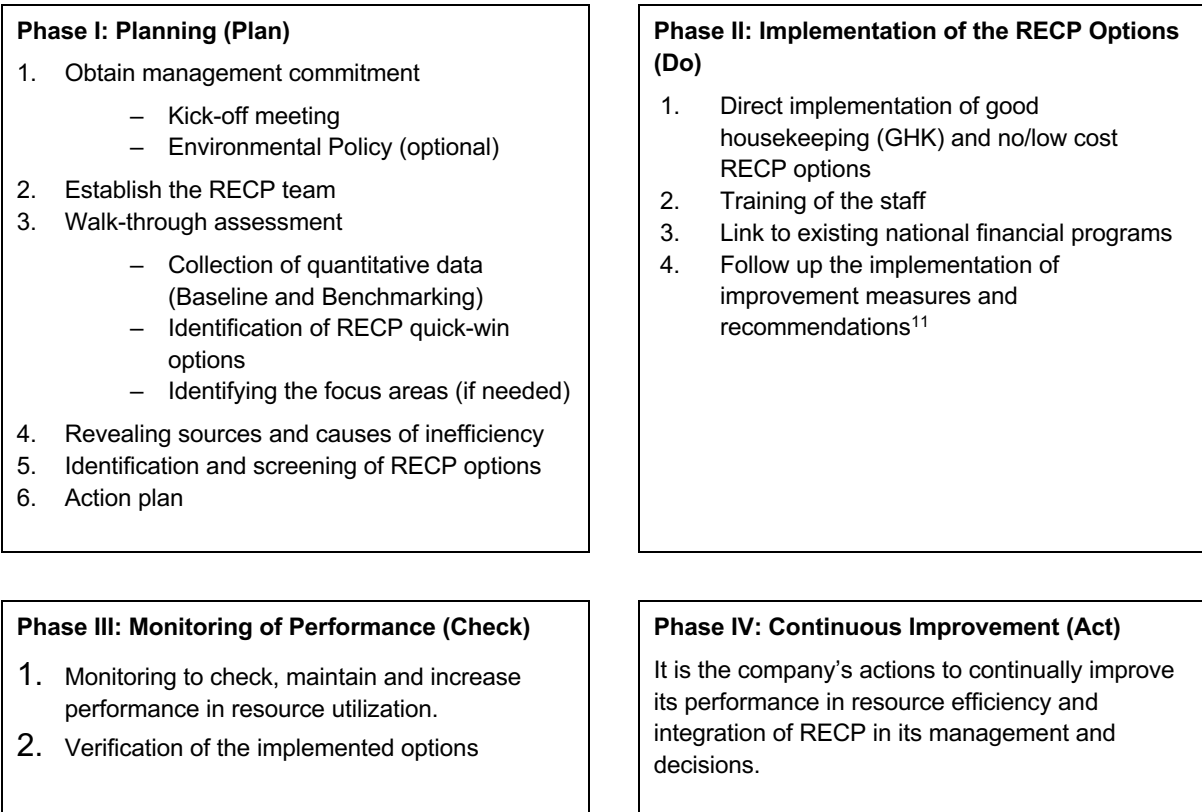 Phase I: Planning (Plan)
1. Obtain management commitment
– Kick-off meeting
– Environmental Policy (optional)
2. Establish the RECP team
3. Walk-through assessment
– Collection of quantitative data
(Baseline and Benchmarking)
– Identification of RECP quick-win
options
– Identifying the focus areas (if needed)
4. Revealing sources and causes of inefficiency
5. Identification and screening of RECP options
6. Action plan
Phase II: Implementation of the RECP Options
(Do)
1. Direct implementation of good
housekeeping (GHK) and no/low cost
RECP options
2. Training of the staff
3. Link to existing national financial programs
4. Follow up the implementation of
improvement measures and
recommendations¹¹
Phase III: Monitoring of Performance (Check)
1. Monitoring to check, maintain and increase
performance in resource utilization.
2. Verification of the implemented options
Phase IV: Continuous Improvement (Act)
It is the company’s actions to continually improve
its performance in resource efficiency and
integration of RECP in its management and
decisions.